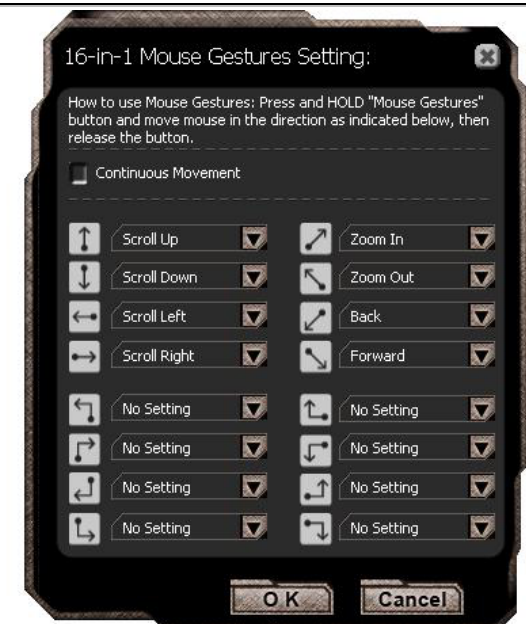 16-in-1 Mouse Gestures Setting:
How to use Mouse Gestures: Press and HOLD "Mouse Gestures"
button and move mouse in the direction as indicated below, then
release the button.
Continuous Movement
Scroll Up
Zoom In
Scroll Down
Zoom Out
Scroll Left
Back
Scroll Right
Forward
No Setting
No Setting
No Setting
No Setting
No Setting
No Setting
No Setting
No Setting
OK
Cancel